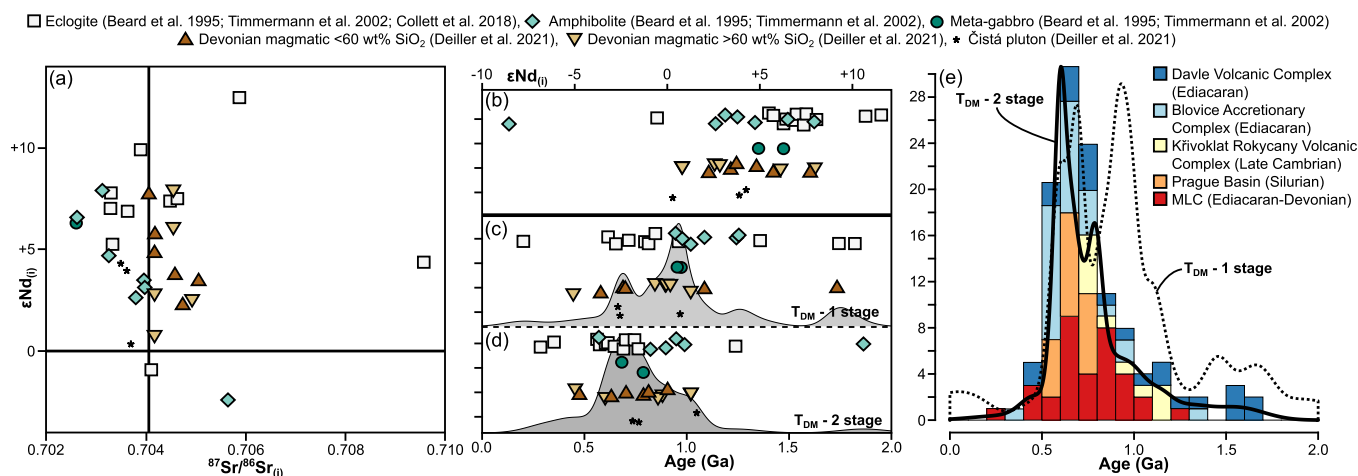 Eclogite (Beard et al. 1995; Timmermann et al. 2002; Collett et al. 2018), Amphibolite (Beard et al. 1995; Timmermann et al. 2002), Meta-gabbro (Beard et al. 1995; Timmermann et al. 2002)
Devonian magmatic <60 wt% SiO₂ (Deiller et al. 2021), Devonian magmatic >60 wt% SiO₂ (Deiller et al. 2021), * Čistá pluton (Deiller et al. 2021)
(a)
εNd(i)
+10
+5
0
0.702 0.704 0.706 0.708 0.710
⁸⁷Sr/⁸⁶Sr(i)
-10 εNd(i) -5 0 +5 +10
(b)
(c)
TDM - 1 stage
(d)
TDM - 2 stage
0.5 1.0 1.5 2.0
Age (Ga)
(e)
28
24
20
16
12
8
4
0
TDM - 2 stage
TDM - 1 stage
Davle Volcanic Complex
(Ediacaran)
Blovice Accretionary
Complex (Ediacaran)
Křivoklat Rokycany Volcanic
Complex (Late Cambrian)
Prague Basin (Silurian)
MLC (Ediacaran-Devonian)
0.0 0.5 1.0 1.5 2.0
Age (Ga)